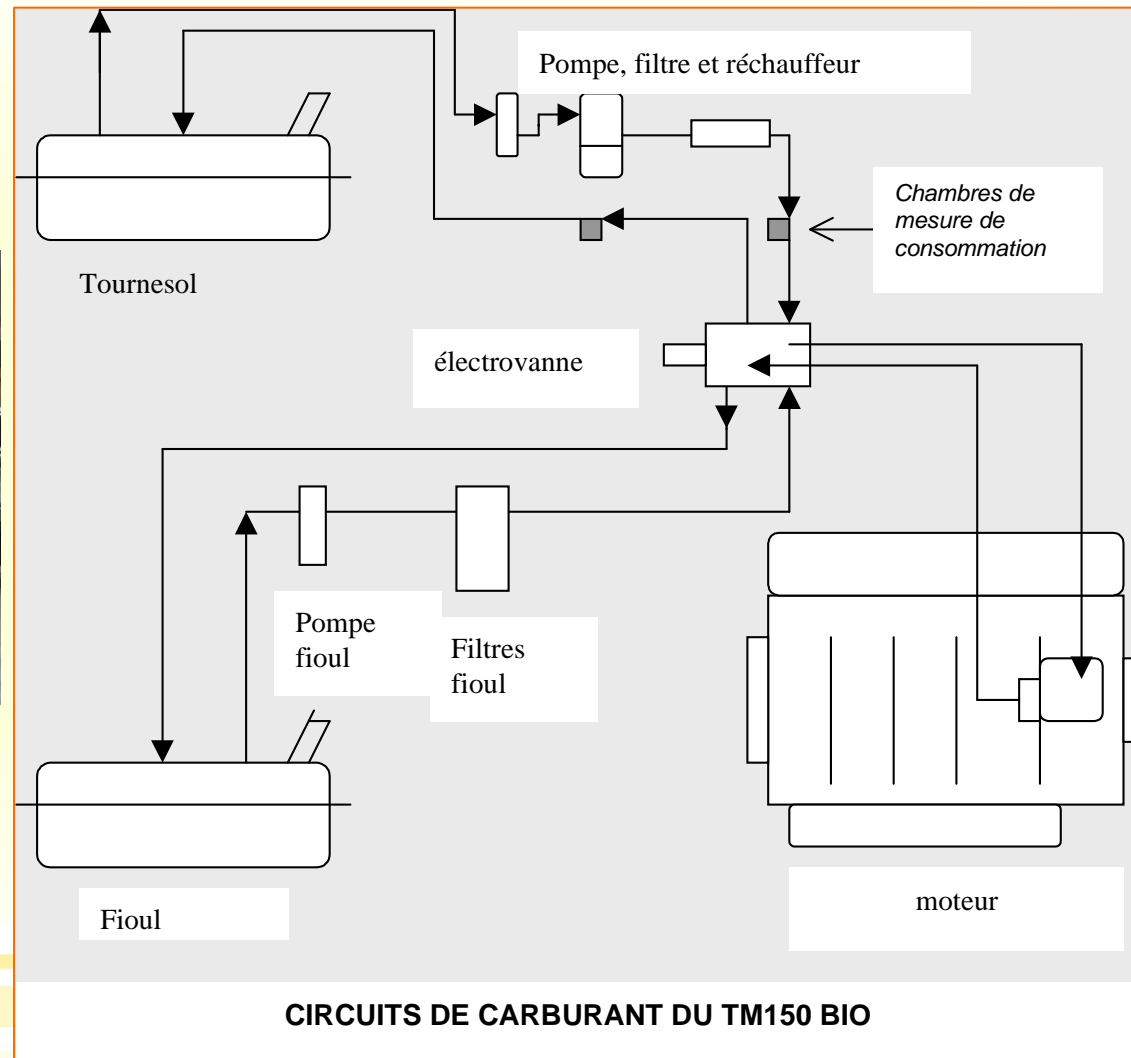 Pompe, filtre et réchauffeur
Chambres de
mesure de
consommation
Tournesol
électrovanne
Pompe
fioul
Filtres
fioul
Fioul
moteur
CIRCUITS DE CARBURANT DU TM150 BIO